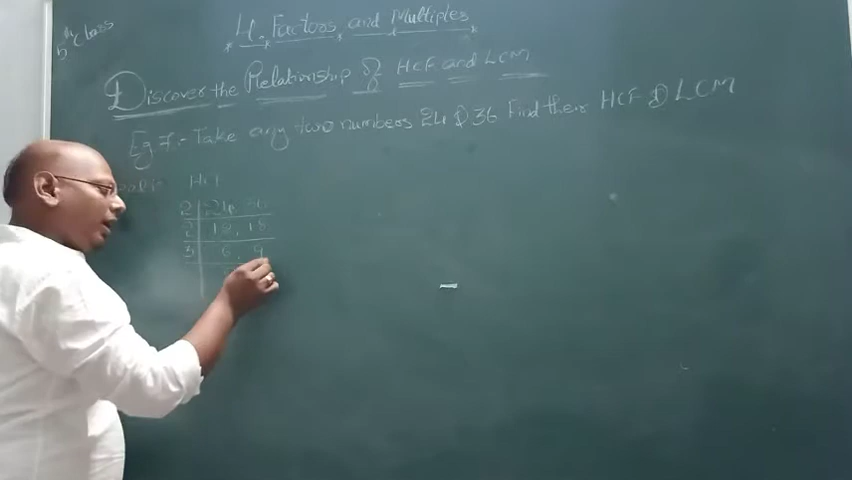 5th Class
4. Factors and Multiples
Discover the Relationship of HCF and LCM
Eg 7:- Take any two numbers 24 & 36 Find their HCF & LCM
HCF
2 24, 36
2 12, 18
3 6, 9